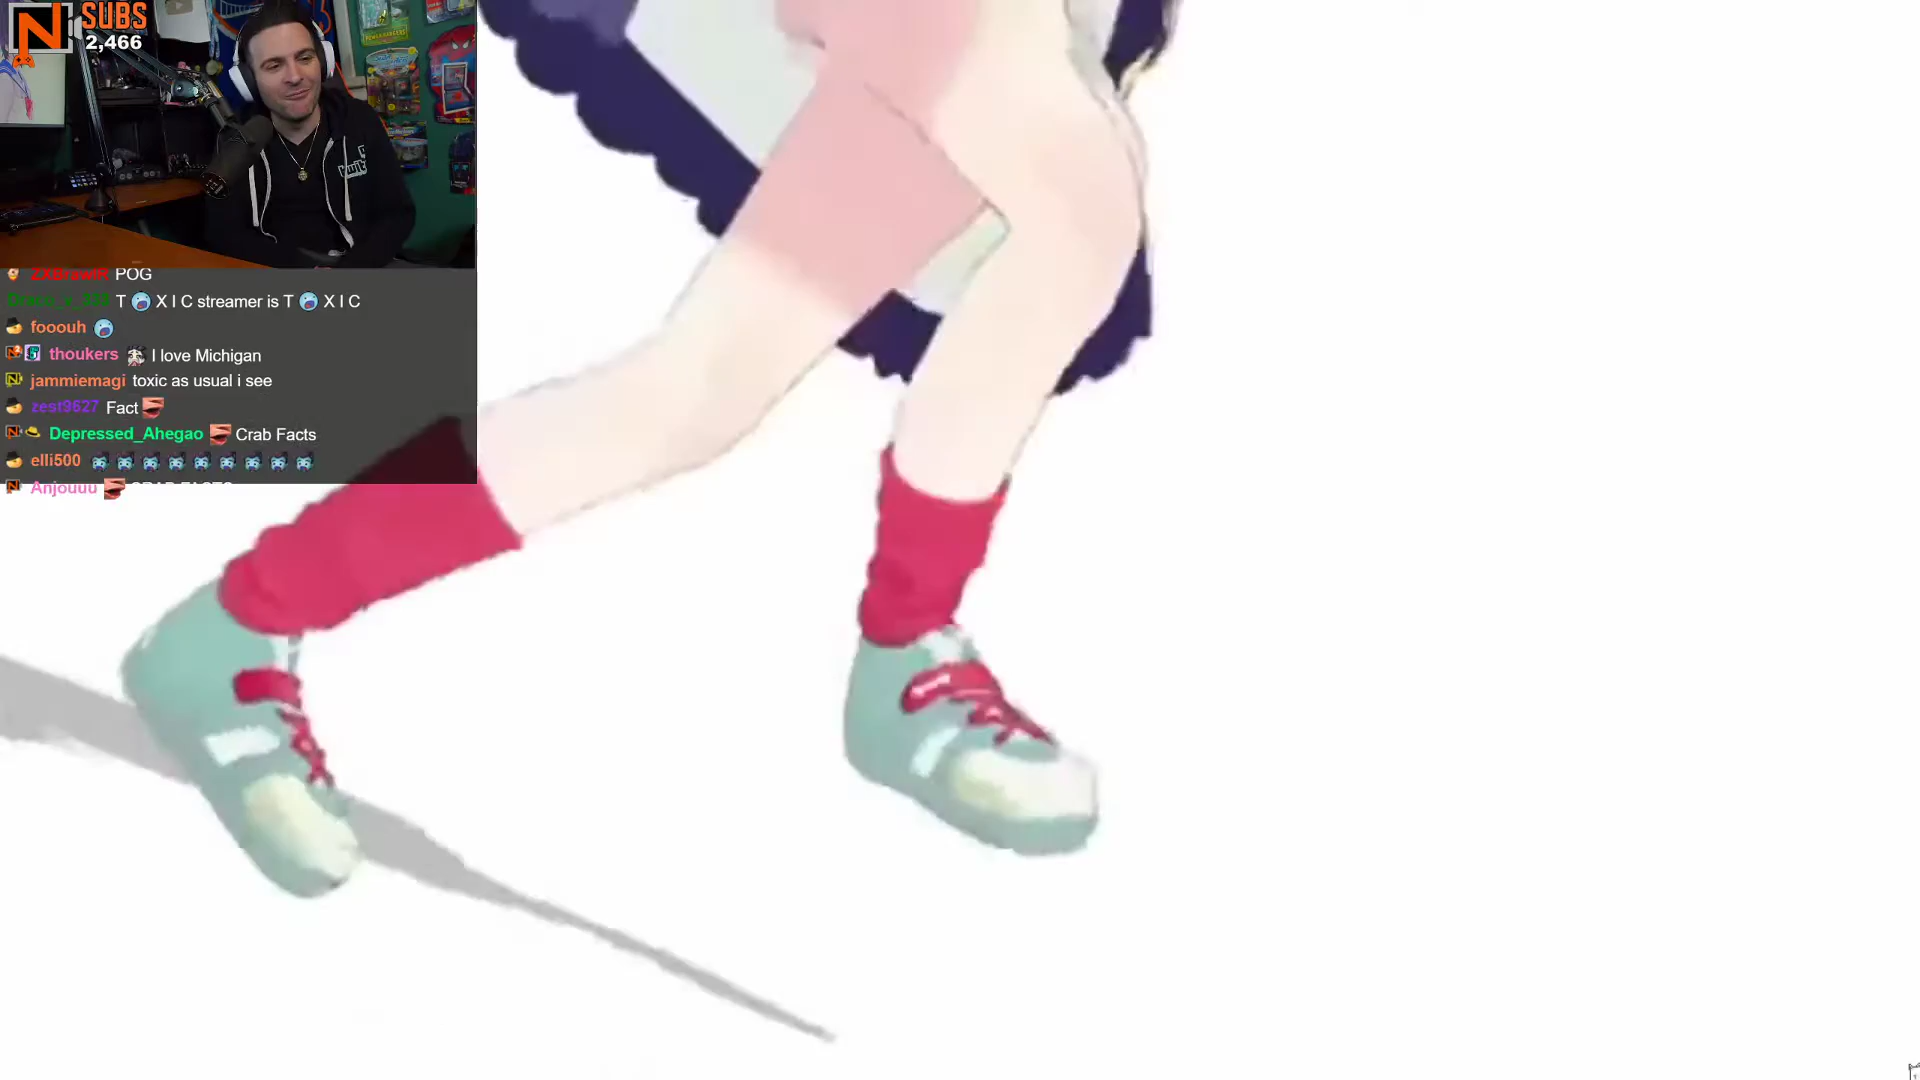 N SUBS
2,466
ZXBrawlR POG
T X I C streamer is T X I C
fooouh
thoukers I love Michigan
jammiemagi toxic as usual i see
zest9627 Fact
Depressed_Ahegao Crab Facts
elli500
Anjouuu